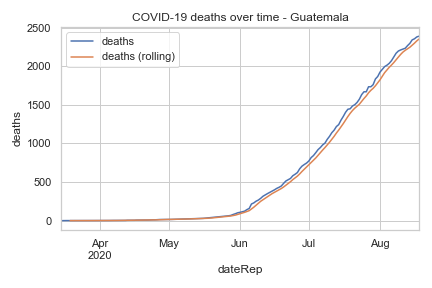 COVID-19 deaths over time - Guatemala
deaths
deaths (rolling)
2500
2000
1500
1000
500
0
deaths
Apr
2020
May
Jun
Jul
Aug
dateRep